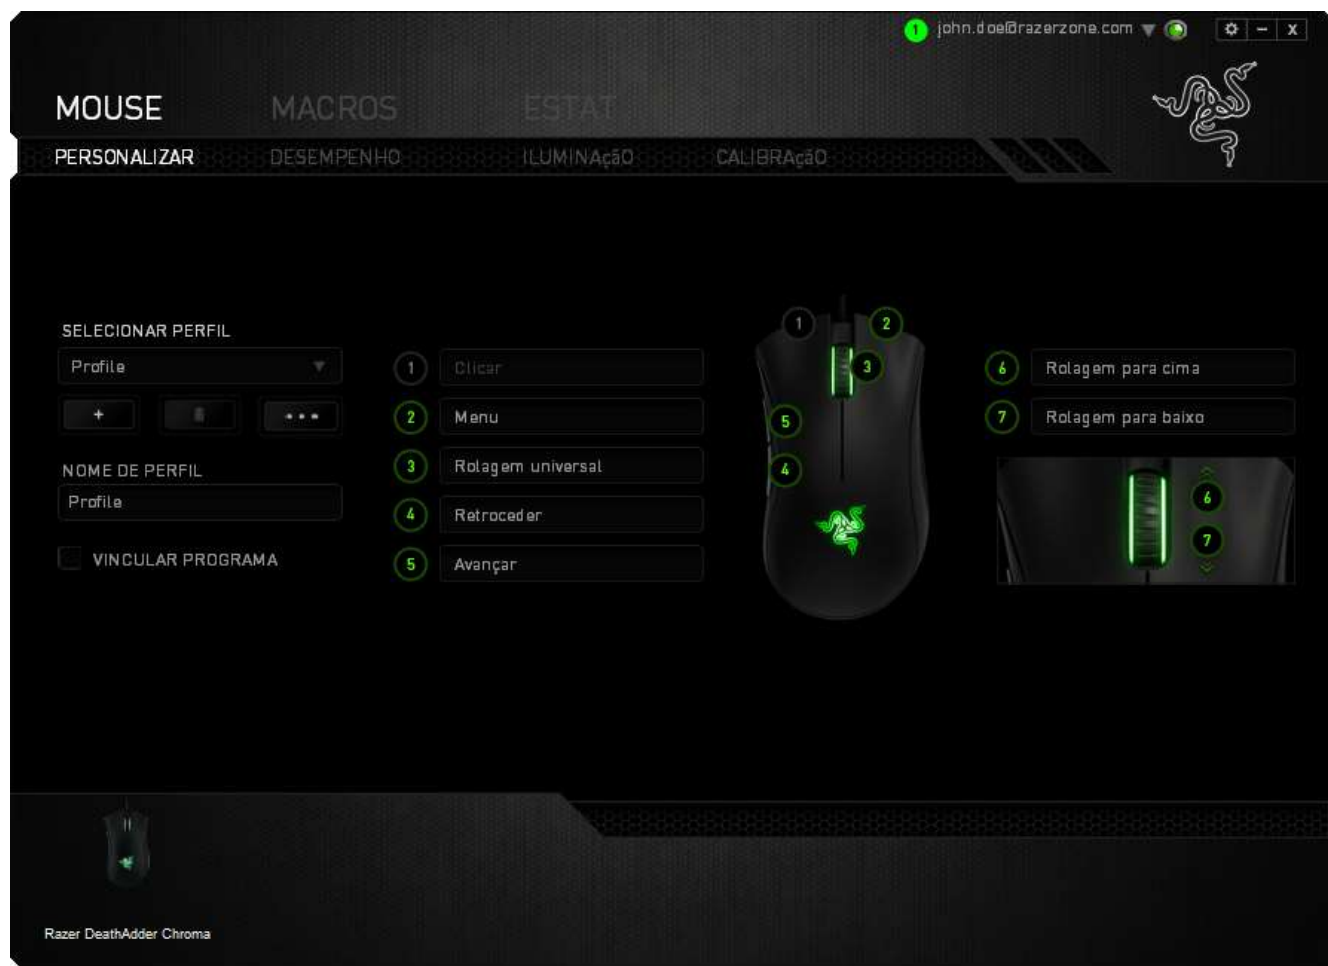 1 john.doe@razerzone.com
MOUSE MACROS ESTAT
PERSONALIZAR DESEMPENHO ILUMINAçãO CALIBRAçãO
SELECIONAR PERFIL
Profile
NOME DE PERFIL
Profile
VINCULAR PROGRAMA
1 Clicar
2 Menu
3 Rolagem universal
4 Retroceder
5 Avançar
1 2
3
5
4
6 Rolagem para cima
7 Rolagem para baixo
6
7
Razer DeathAdder Chroma